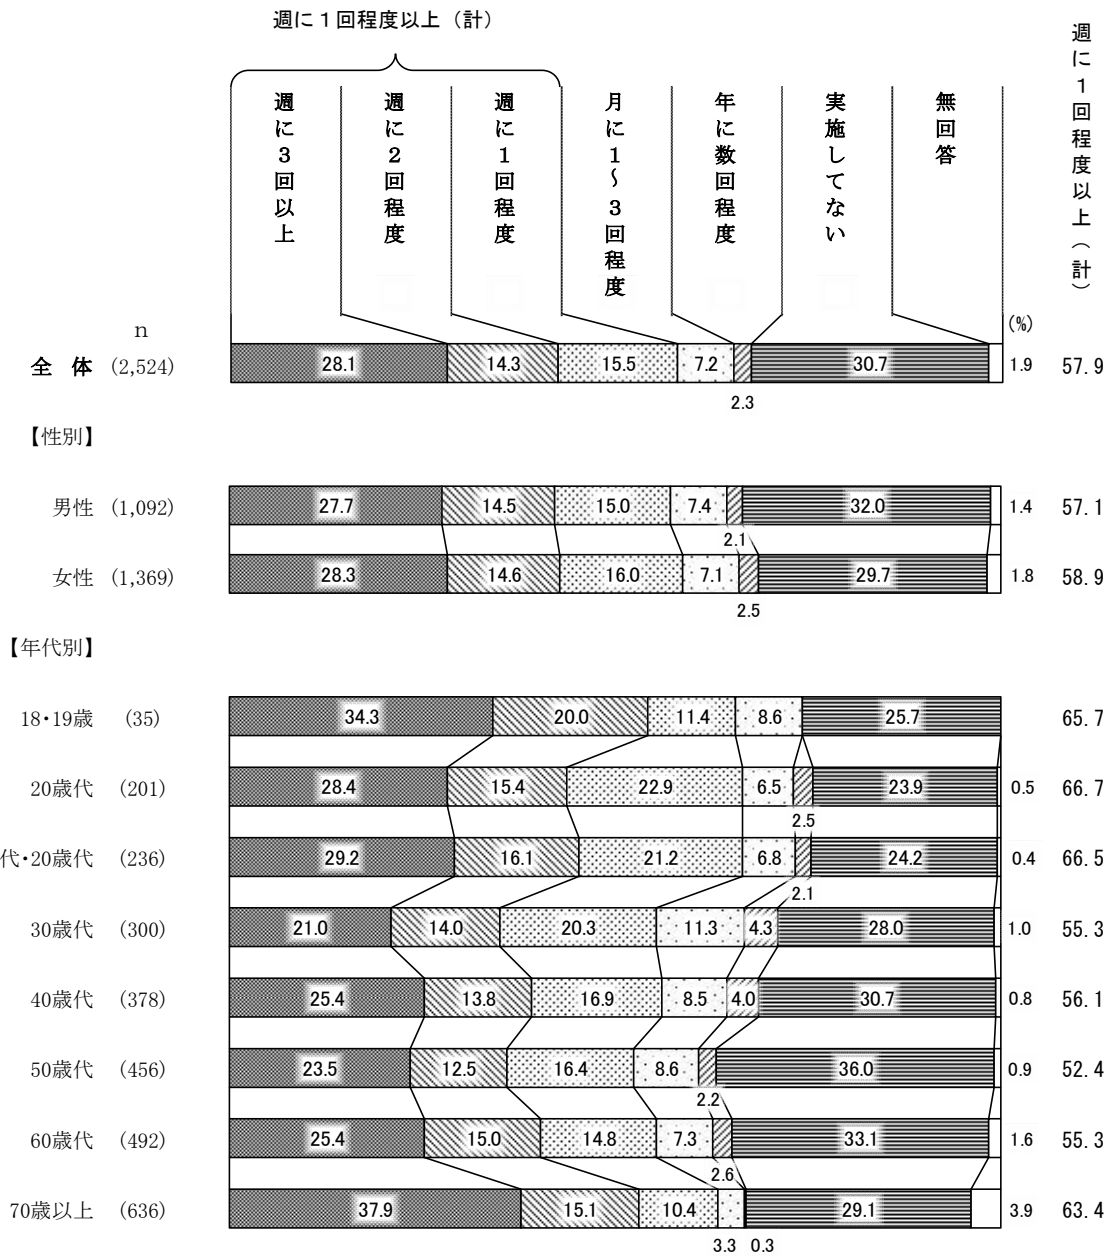 週に１回程度以上（計）
週に１回程度以上（計）
週に３回以上
週に２回程度
週に１回程度
月に１～３回程度
年に数回程度
実施してない
無回答
(%)
n
全 体 (2,524) 28.1 14.3 15.5 7.2 30.7 1.9 57.9
2.3
【性別】
男性 (1,092) 27.7 14.5 15.0 7.4 32.0 1.4 57.1
2.1
女性 (1,369) 28.3 14.6 16.0 7.1 29.7 1.8 58.9
2.5
【年代別】
18・19歳 (35) 34.3 20.0 11.4 8.6 25.7 65.7
20歳代 (201) 28.4 15.4 22.9 6.5 23.9 0.5 66.7
2.5
代・20歳代 (236) 29.2 16.1 21.2 6.8 24.2 0.4 66.5
2.1
30歳代 (300) 21.0 14.0 20.3 11.3 4.3 28.0 1.0 55.3
40歳代 (378) 25.4 13.8 16.9 8.5 4.0 30.7 0.8 56.1
50歳代 (456) 23.5 12.5 16.4 8.6 36.0 0.9 52.4
2.2
60歳代 (492) 25.4 15.0 14.8 7.3 33.1 1.6 55.3
2.6
70歳以上 (636) 37.9 15.1 10.4 29.1 3.9 63.4
3.3 0.3